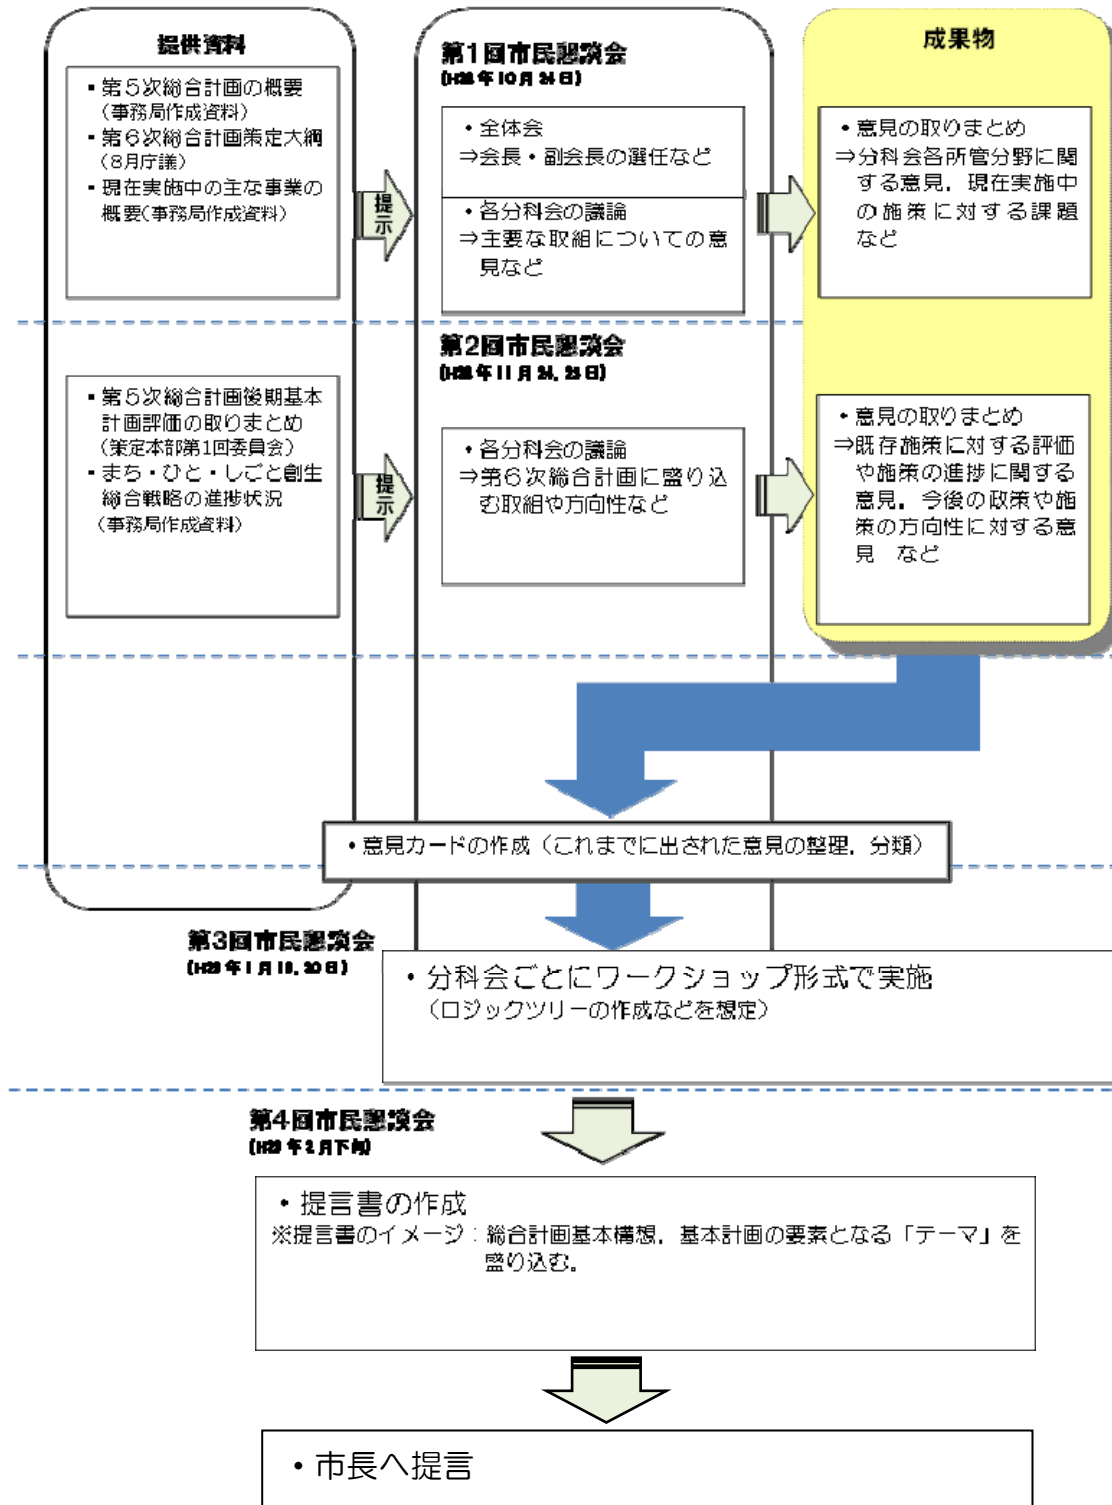 提供資料
・第５次総合計画の概要
（事務局作成資料）
・第６次総合計画策定大綱
（８月庁議）
・現在実施中の主な事業の
概要（事務局作成資料）
提示
第1回市民懇談会
・全体会
⇒会長・副会長の選任など
・各分科会の議論
⇒主要な取組についての意
見など
成果物
・意見の取りまとめ
⇒分科会各所管分野に関
する意見，現在実施中
の施策に対する課題
など
・第５次総合計画後期基本
計画評価の取りまとめ
（策定本部第1回委員会）
・まち・ひと・しごと創生
総合戦略の進捗状況
（事務局作成資料）
提示
第2回市民懇談会
・各分科会の議論
⇒第６次総合計画に盛り込
む取組や方向性など
・意見の取りまとめ
⇒既存施策に対する評価
や施策の進捗に関する
意見，今後の政策や施
策の方向性に対する意
見　など
・意見カードの作成（これまでに出された意見の整理，分類）
第3回市民懇談会
・分科会ごとにワークショップ形式で実施
（ロジックツリーの作成などを想定）
第4回市民懇談会
(H29年2月下旬)
・提言書の作成
※提言書のイメージ：総合計画基本構想，基本計画の要素となる「テーマ」を
盛り込む。
・市長へ提言